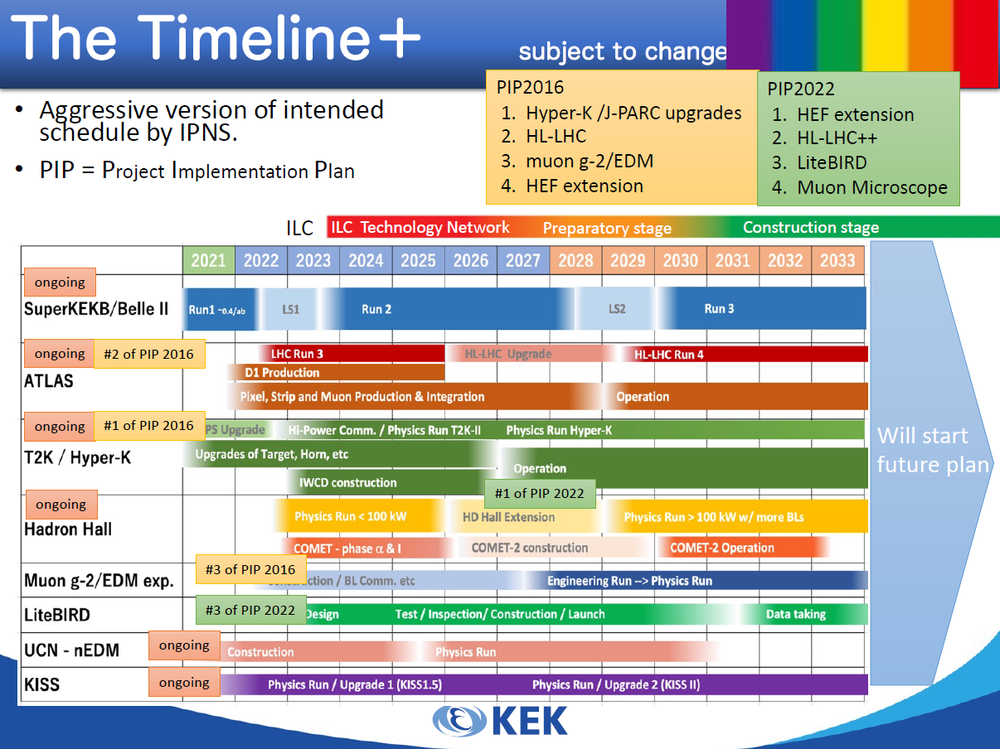 The Timeline+
subject to change
• Aggressive version of intended
schedule by IPNS.
• PIP = Project Implementation Plan
PIP2016
1. Hyper-K /J-PARC upgrades
2. HL-LHC
3. muon g-2/EDM
4. HEF extension
PIP2022
1. HEF extension
2. HL-LHC++
3. LiteBIRD
4. Muon Microscope
ILC
ILC Technology Network
Preparatory stage
Construction stage
2021 2022 2023 2024 2025 2026 2027 2028 2029 2030 2031 2032 2033
ongoing
SuperKEKB/Belle II
Run1 ~0.4/ab
LS1
Run 2
LS2
Run 3
ongoing
#2 of PIP 2016
ATLAS
LHC Run 3
HL-LHC Upgrade
HL-LHC Run 4
D1 Production
Pixel, Strip and Muon Production & Integration
Operation
ongoing
#1 of PIP 2016
T2K / Hyper-K
PS Upgrade
Hi-Power Comm. / Physics Run T2K-II
Physics Run Hyper-K
Upgrades of Target, Horn, etc
Operation
IWCD construction
#1 of PIP 2022
ongoing
Hadron Hall
Physics Run < 100 kW
HD Hall Extension
Physics Run > 100 kW w/ more BLs
COMET - phase α & I
COMET-2 construction
COMET-2 Operation
Muon g-2/EDM exp.
#3 of PIP 2016
/ BL Comm. etc
Engineering Run --> Physics Run
LiteBIRD
#3 of PIP 2022
Design
Test / Inspection/ Construction / Launch
Data taking
UCN - nEDM
ongoing
Construction
Physics Run
KISS
ongoing
Physics Run / Upgrade 1 (KISS1.5)
Physics Run / Upgrade 2 (KISS II)
Will start
future plan
KEK